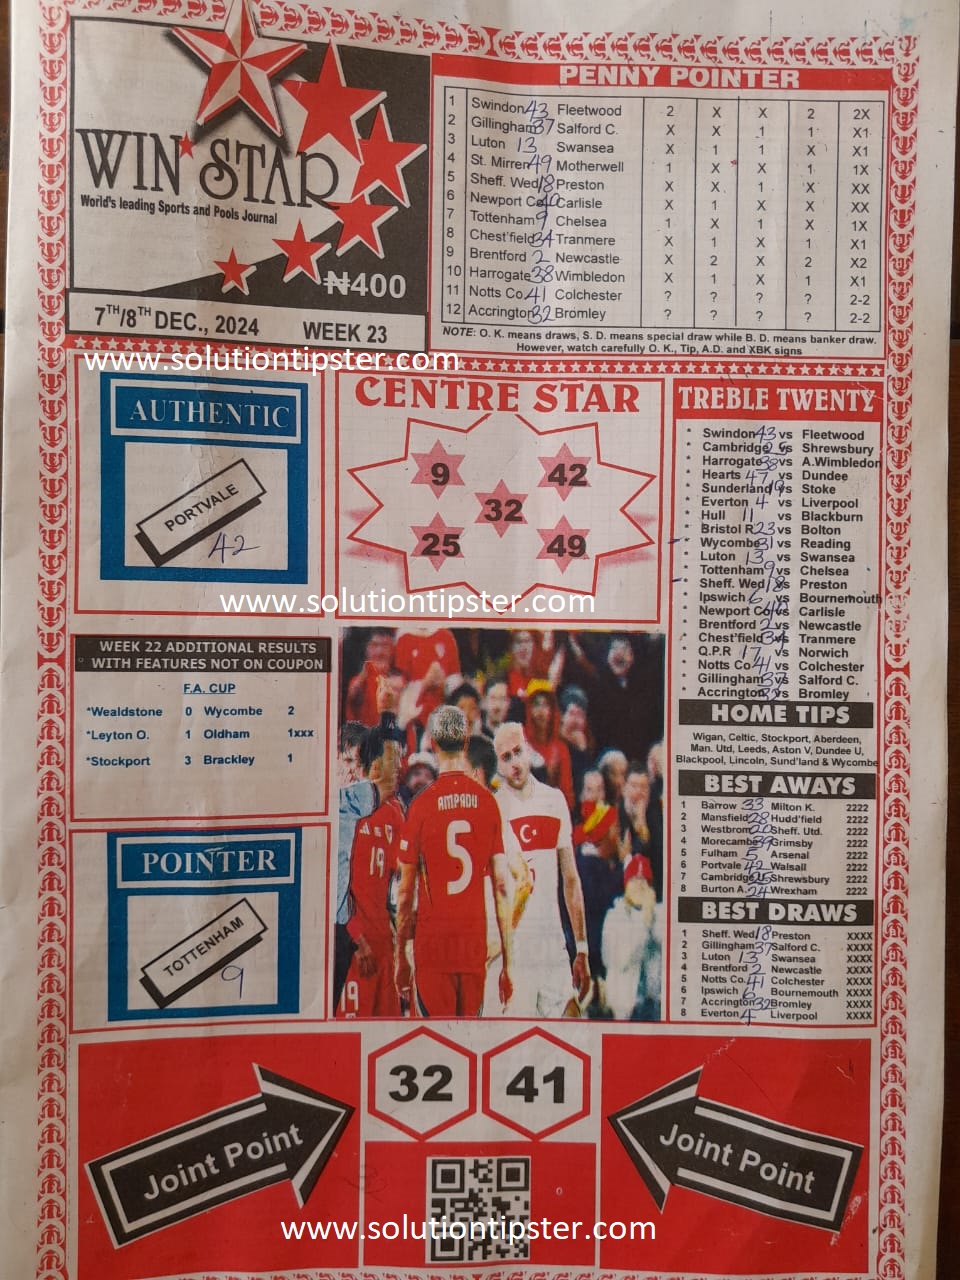 WIN STAR
World's leading Sports and Pools Journal
₦400
7TH/8TH DEC., 2024 WEEK 23
PENNY POINTER
1 Swindon 43 Fleetwood 2 X X 2 2X
2 Gillingham 37 Salford C. X X 1 1 X1
3 Luton 13 Swansea X 1 1 X X1
4 St. Mirren 49 Motherwell 1 X X 1 1X
5 Sheff. Wed 18 Preston X X 1 X XX
6 Newport Co 40 Carlisle X 1 X X XX
7 Tottenham 9 Chelsea 1 X 1 X 1X
8 Chest'field 34 Tranmere X 1 X 1 X1
9 Brentford 2 Newcastle X 2 X 2 X2
10 Harrogate 38 Wimbledon X 1 X 1 X1
11 Notts Co. 41 Colchester ? ? ? ? 2-2
12 Accrington 32 Bromley ? ? ? ? 2-2
NOTE: O. K. means draws, S. D. means special draw while B. D. means banker draw.
However, watch carefully O. K., Tip, A.D. and XBK signs
www.solutiontipster.com
AUTHENTIC
PORTVALE
42
CENTRE STAR
9 42
32
25 49
TREBLE TWENTY
* Swindon 43 vs Fleetwood
* Cambridge 25 vs Shrewsbury
* Harrogate 38 vs A.Wimbledon
* Hearts 47 vs Dundee
* Sunderland 19 vs Stoke
* Everton 4 vs Liverpool
* Hull 11 vs Blackburn
* Bristol R. 23 vs Bolton
* Wycombe 31 vs Reading
* Luton 13 vs Swansea
* Tottenham 9 vs Chelsea
* Sheff. Wed 18 vs Preston
* Ipswich 6 vs Bournemouth
* Newport Co 40 vs Carlisle
* Brentford 2 vs Newcastle
* Chest'field 34 vs Tranmere
* Q.P.R 17 vs Norwich
* Notts Co 41 vs Colchester
* Gillingham 37 vs Salford C.
* Accrington 32 vs Bromley
www.solutiontipster.com
WEEK 22 ADDITIONAL RESULTS
WITH FEATURES NOT ON COUPON
F.A. CUP
*Wealdstone 0 Wycombe 2
*Leyton O. 1 Oldham 1xxx
*Stockport 3 Brackley 1
HOME TIPS
Wigan, Celtic, Stockport, Aberdeen,
Man. Utd, Leeds, Aston V, Dundee U,
Blackpool, Lincoln, Sund'land & Wycombe
BEST AWAYS
1 Barrow 33 Milton K. 2222
2 Mansfield 28 Hudd'field 2222
3 Westbrom 20 Sheff. Utd. 2222
4 Morecambe 39 Grimsby 2222
5 Fulham 5 Arsenal 2222
6 Portvale 42 Walsall 2222
7 Cambridge 25 Shrewsbury 2222
8 Burton A. 24 Wrexham 2222
POINTER
TOTTENHAM
9
AMPADU
5
19
19
BEST DRAWS
1 Sheff. Wed 18 Preston XXXX
2 Gillingham 37 Salford C. XXXX
3 Luton 13 Swansea XXXX
4 Brentford 2 Newcastle XXXX
5 Notts Co. 41 Colchester XXXX
6 Ipswich 6 Bournemouth XXXX
7 Accrington 32 Bromley XXXX
8 Everton 4 Liverpool XXXX
Joint Point
32 41
Joint Point
www.solutiontipster.com